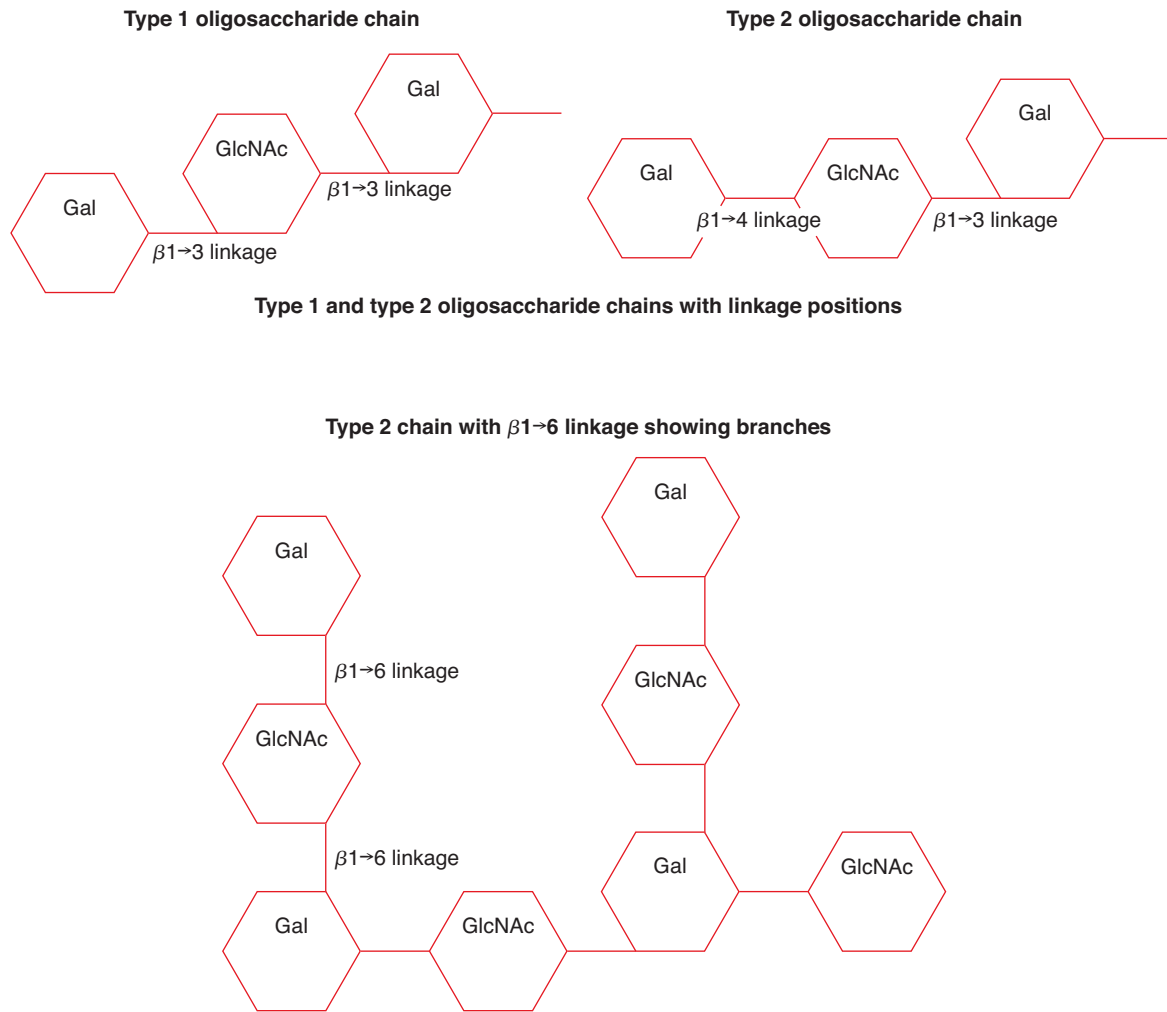 Type 1 oligosaccharide chain
Gal
GlcNAc
Gal
β1→3 linkage
β1→3 linkage
Type 2 oligosaccharide chain
Gal
GlcNAc
Gal
β1→4 linkage
β1→3 linkage
Type 1 and type 2 oligosaccharide chains with linkage positions
Type 2 chain with β1→6 linkage showing branches
Gal
β1→6 linkage
GlcNAc
β1→6 linkage
Gal
GlcNAc
Gal
GlcNAc
Gal
GlcNAc